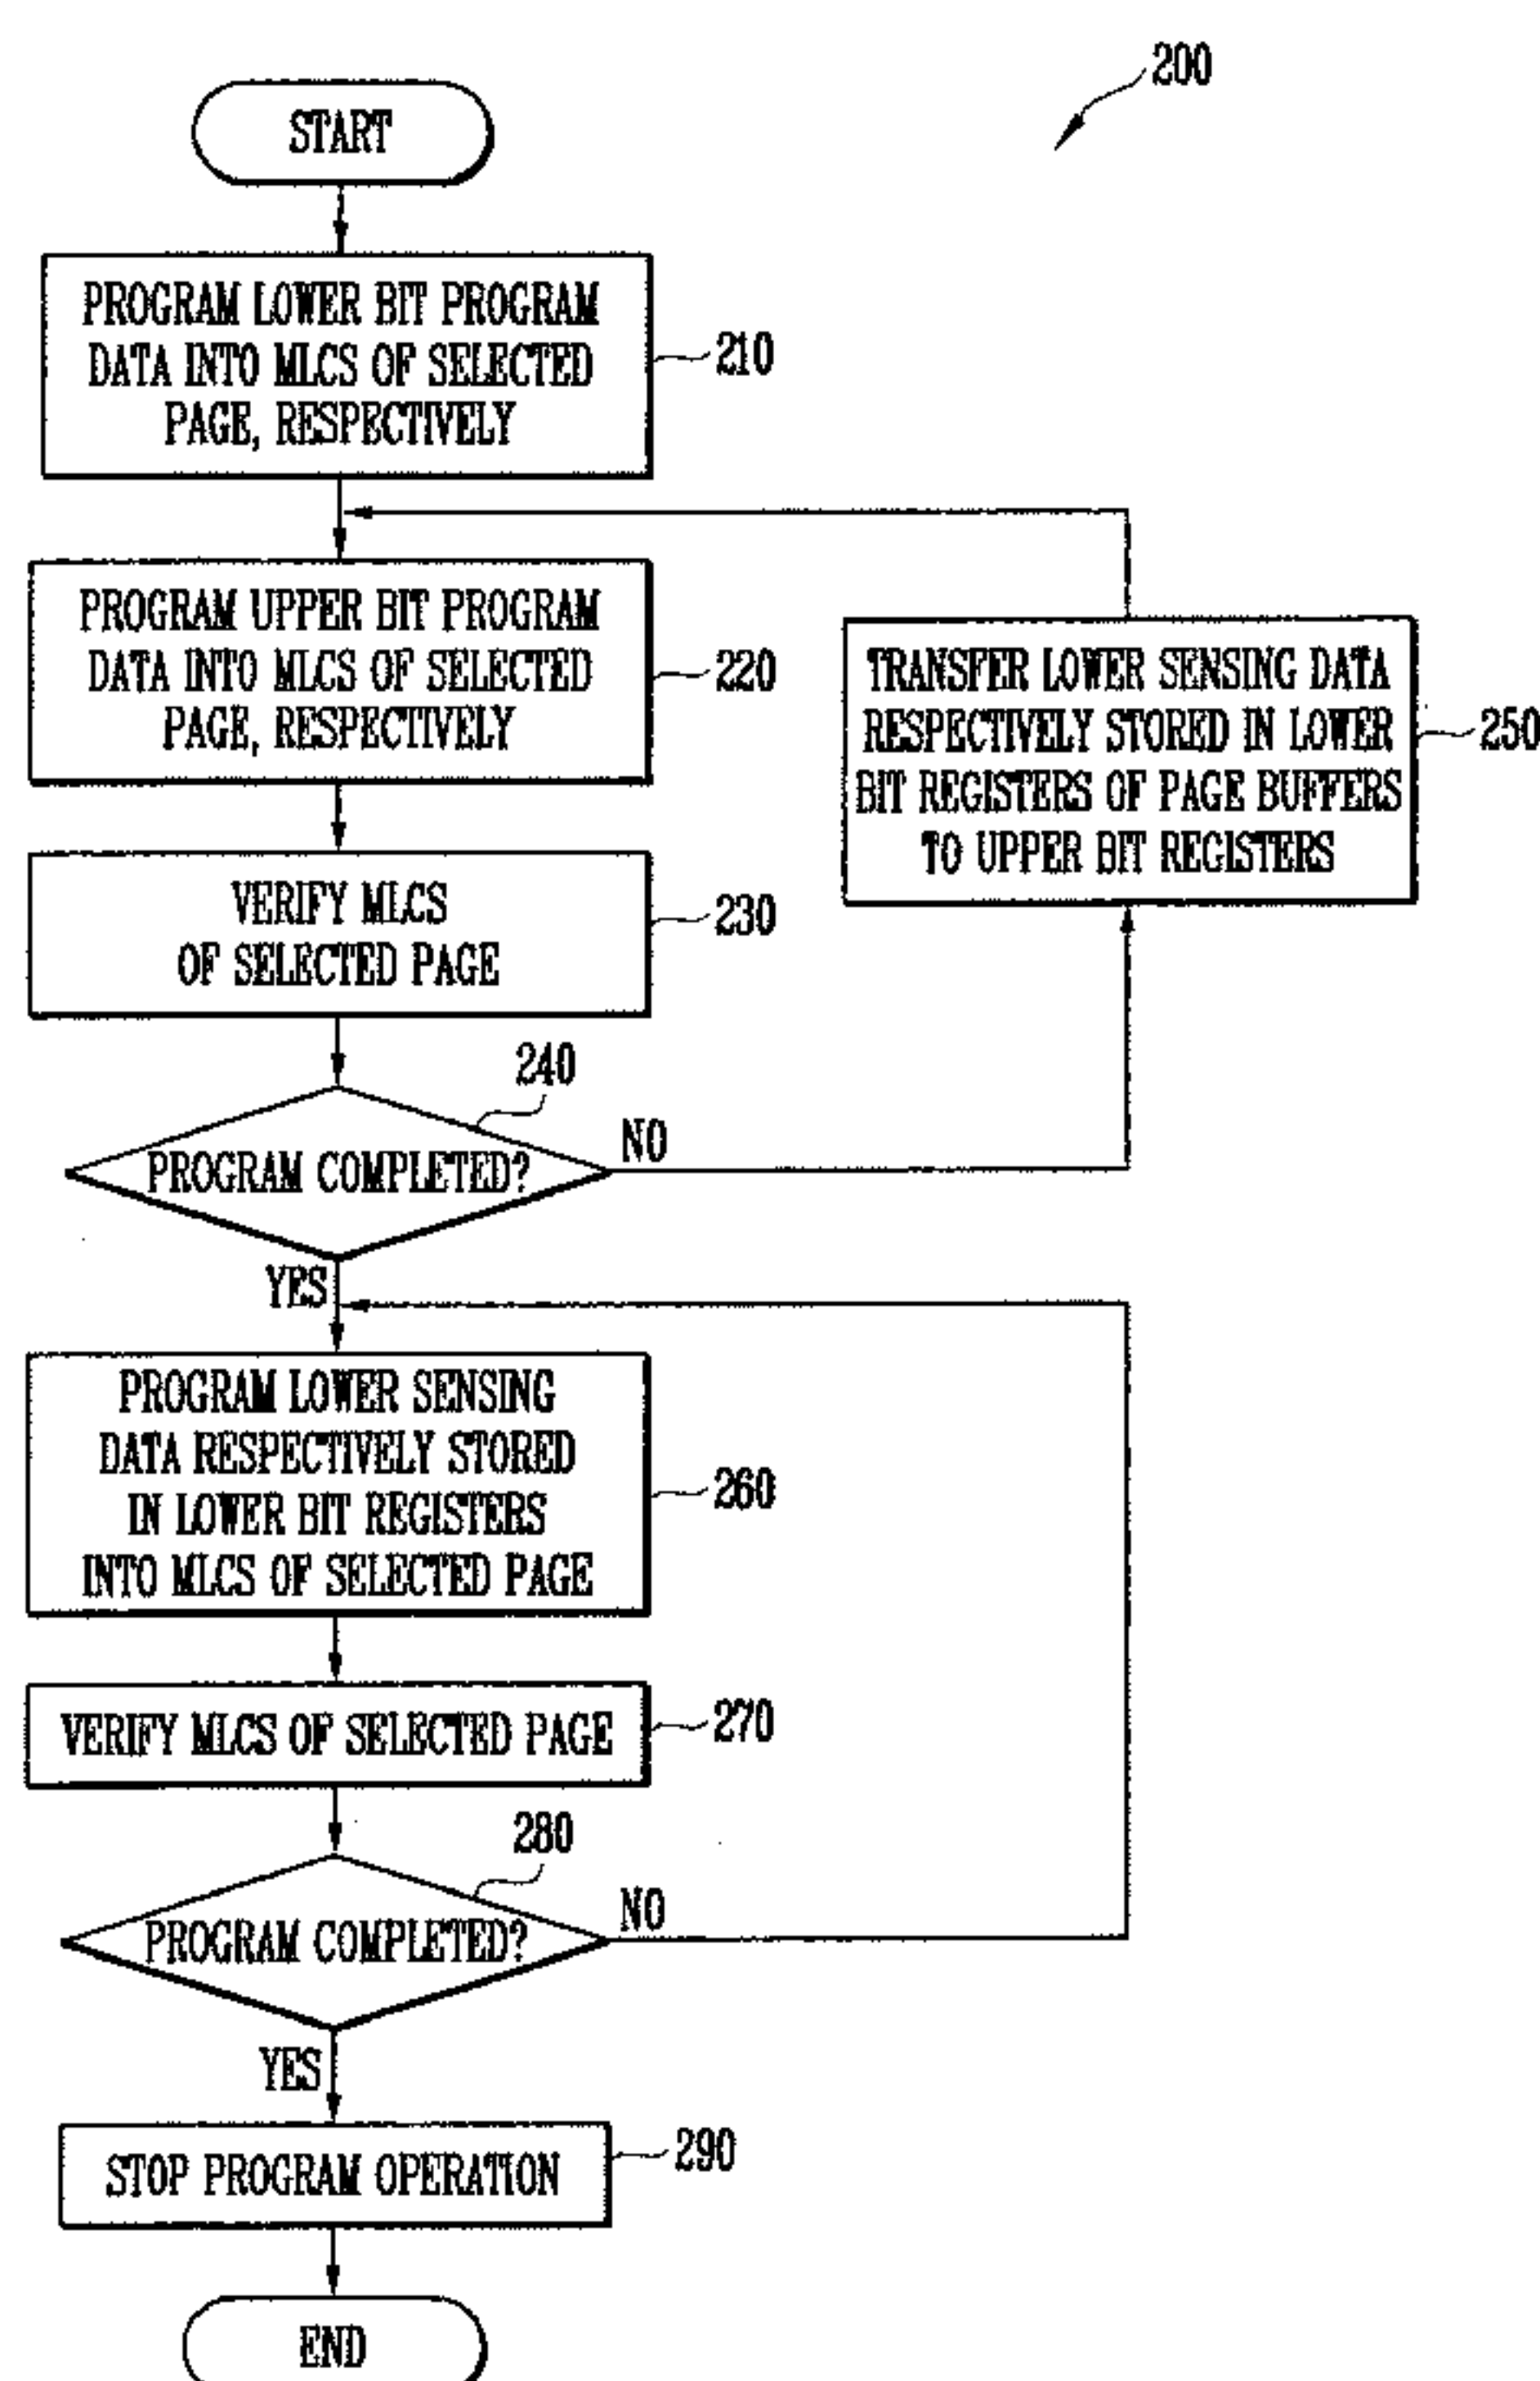 200
START
PROGRAM LOWER BIT PROGRAM
DATA INTO MLCS OF SELECTED
PAGE, RESPECTIVELY
210
PROGRAM UPPER BIT PROGRAM
DATA INTO MLCS OF SELECTED
PAGE, RESPECTIVELY
220
TRANSFER LOWER SENSING DATA
RESPECTIVELY STORED IN LOWER
BIT REGISTERS OF PAGE BUFFERS
TO UPPER BIT REGISTERS
250
VERIFY MLCS
OF SELECTED PAGE
230
240
PROGRAM COMPLETED?
NO
YES
PROGRAM LOWER SENSING
DATA RESPECTIVELY STORED
IN LOWER BIT REGISTERS
INTO MLCS OF SELECTED PAGE
260
VERIFY MLCS OF SELECTED PAGE
270
280
PROGRAM COMPLETED?
NO
YES
STOP PROGRAM OPERATION
290
END